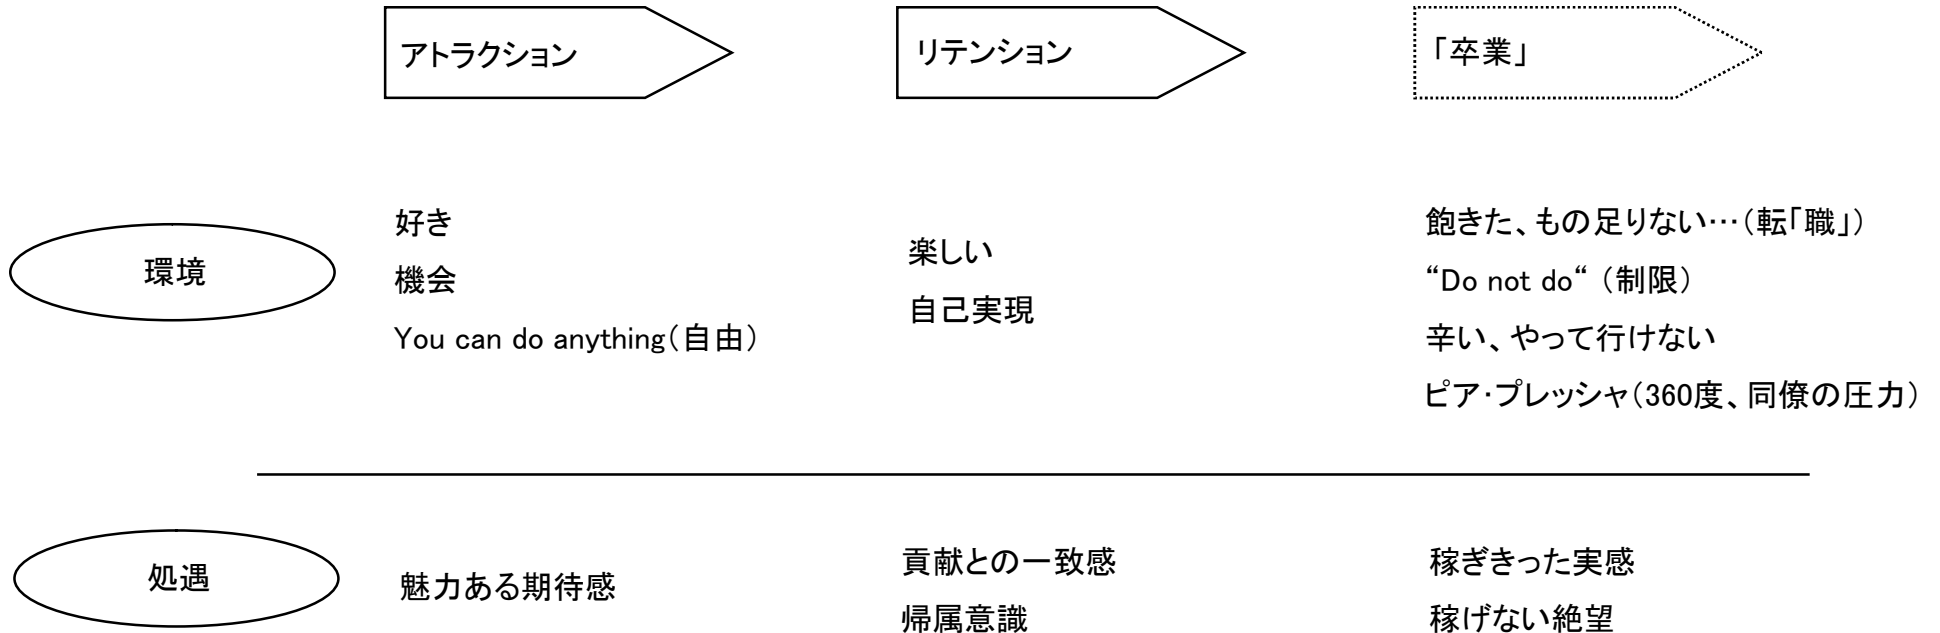 アトラクション
リテンション
「卒業」
環境
好き
機会
You can do anything(自由)
楽しい
自己実現
飽きた、もの足りない…(転「職」)
“Do not do“ (制限)
辛い、やって行けない
ピア・プレッシャ(360度、同僚の圧力)
処遇
魅力ある期待感
貢献との一致感
帰属意識
稼ぎきった実感
稼げない絶望